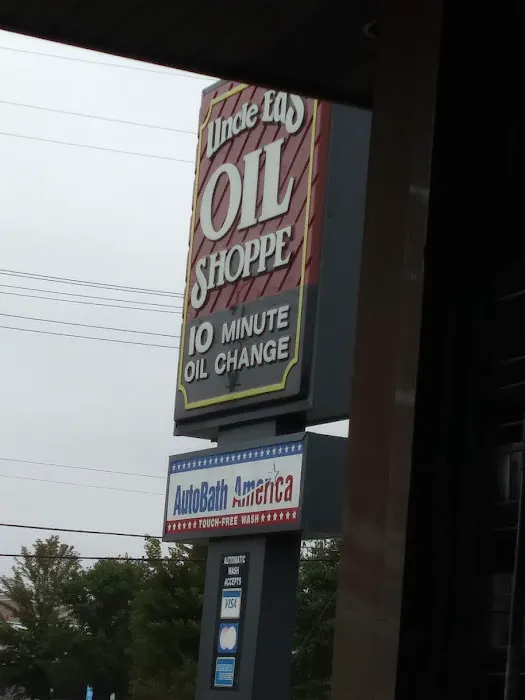 Uncle Ed's
OIL
SHOPPE
10 MINUTE
OIL CHANGE
AutoBath America
TOUCH-FREE WASH
AUTOMATIC
WASH
ACCEPTS
VISA